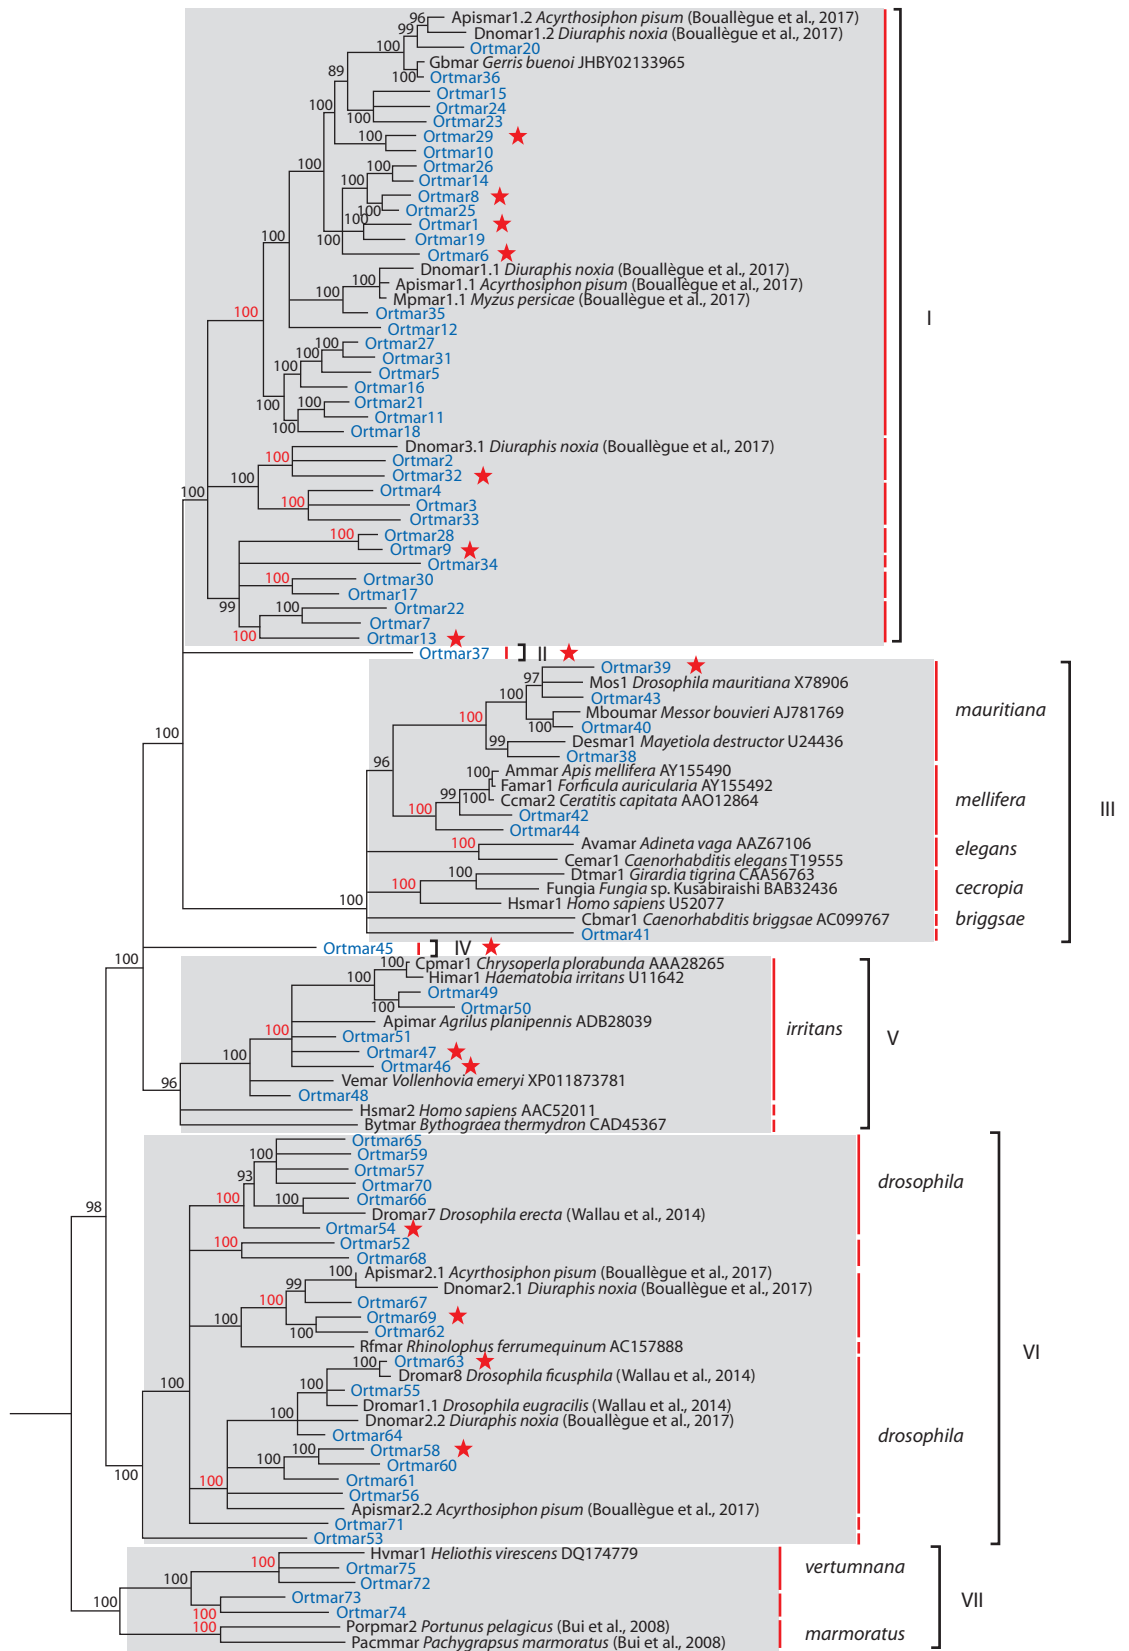 96
Apismar1.2 Acyrthosiphon pisum (Bouallègue et al., 2017)
99
Dnomar1.2 Diuraphis noxia (Bouallègue et al., 2017)
100
Ortmar20
Gbmar Gerris buenoi JHBY02133965
89
100
Ortmar36
Ortmar15
100
Ortmar24
100
Ortmar23
100
Ortmar29
Ortmar10
100
100
Ortmar26
100
Ortmar14
Ortmar8
100
Ortmar25
100
Ortmar1
100
100
Ortmar19
Ortmar6
Dnomar1.1 Diuraphis noxia (Bouallègue et al., 2017)
Apismar1.1 Acyrthosiphon pisum (Bouallègue et al., 2017)
100
Mpmar1.1 Myzus persicae (Bouallègue et al., 2017)
100
Ortmar35
I
Ortmar12
100
Ortmar27
100
Ortmar31
100
Ortmar5
Ortmar16
100
100
Ortmar21
Ortmar11
100
Ortmar18
Dnomar3.1 Diuraphis noxia (Bouallègue et al., 2017)
100
Ortmar2
100
Ortmar32
100
Ortmar4
100
Ortmar3
Ortmar33
100
Ortmar28
Ortmar9
Ortmar34
100
Ortmar30
Ortmar17
99
100
Ortmar22
Ortmar7
100
Ortmar13
Ortmar37
II
Ortmar39
97
Mos1 Drosophila mauritiana X78906
100
Ortmar43
mauritiana
100
Mboumar Messor bouvieri AJ781769
100
Ortmar40
100
99
Desmar1 Mayetiola destructor U24436
Ortmar38
96
100
Ammar Apis mellifera AY155490
Famar1 Forficula auricularia AY155492
99
100
Ccmar2 Ceratitis capitata AAO12864
mellifera
100
Ortmar42
III
Ortmar44
100
Avamar Adineta vaga AAZ67106
elegans
Cemar1 Caenorhabditis elegans T19555
100
Dtmar1 Girardia tigrina CAA56763
100
Fungia Fungia sp. Kusabiraishi BAB32436
cecropia
100
Hsmar1 Homo sapiens U52077
Cbmar1 Caenorhabditis briggsae AC099767
briggsae
Ortmar41
Ortmar45
IV
100
100
Cpmar1 Chrysoperla plorabunda AAA28265
Himar1 Haematobia irritans U11642
Ortmar49
100
Ortmar50
Apimar Agrilus planipennis ADB28039
100
Ortmar51
irritans
V
100
Ortmar47
Ortmar46
96
Vemar Vollenhovia emeryi XP011873781
Ortmar48
Hsmar2 Homo sapiens AAC52011
Bytmar Bythograea thermydron CAD45367
Ortmar65
100
Ortmar59
93
Ortmar57
drosophila
Ortmar70
100
100
Ortmar66
98
Dromar7 Drosophila erecta (Wallau et al., 2014)
Ortmar54
100
Ortmar52
Ortmar68
100
Apismar2.1 Acyrthosiphon pisum (Bouallègue et al., 2017)
99
Dnomar2.1 Diuraphis noxia (Bouallègue et al., 2017)
100
Ortmar67
100
Ortmar69
100
Ortmar62
Rfmar Rhinolophus ferrumequinum AC157888
VI
100
Ortmar63
100
Dromar8 Drosophila ficusphila (Wallau et al., 2014)
100
Ortmar55
Dromar1.1 Drosophila eugracilis (Wallau et al., 2014)
100
Dnomar2.2 Diuraphis noxia (Bouallègue et al., 2017)
Ortmar64
drosophila
100
Ortmar58
100
Ortmar60
100
100
Ortmar61
Ortmar56
Apismar2.2 Acyrthosiphon pisum (Bouallègue et al., 2017)
Ortmar71
Ortmar53
Hvmar1 Heliothis virescens DQ174779
100
Ortmar75
vertumnana
100
Ortmar72
Ortmar73
VII
100
Ortmar74
100
100
Porpmar2 Portunus pelagicus (Bui et al., 2008)
marmoratus
Pacmmar Pachygrapsus marmoratus (Bui et al., 2008)